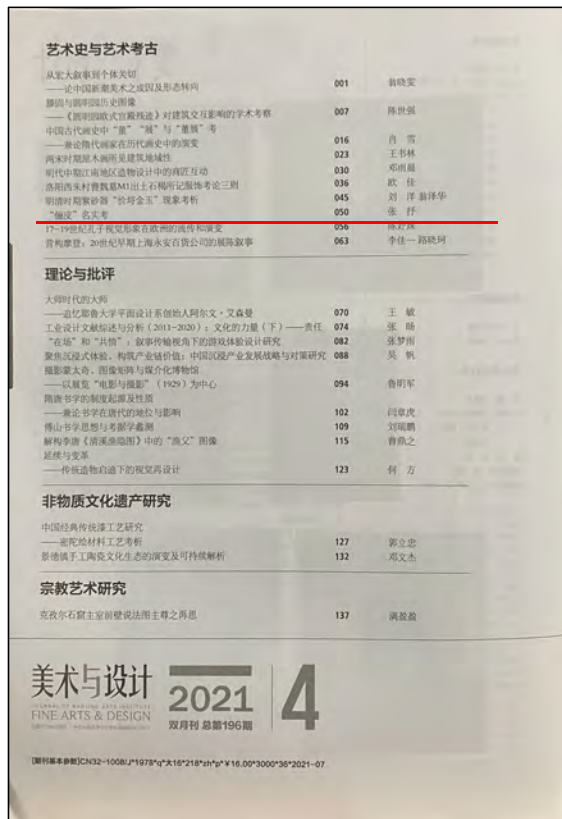 艺术史与艺术考古
从宏大叙事到个体关切
——论中国新潮美术之成因及形态转向 001 翁晓雯
滕固与圆明园历史图像
——《圆明园欧式宫殿残迹》对建筑交互影响的学术考察 007 陈世强
中国古代画史中“董”“展”与“董展”考
——兼论隋代画家在历代画史中的演变 016 肖 雪
两宋时期屋木画所见建筑地域性 023 王书林
明代中期江南地区造物设计中的商匠互动 030 邓雨晨
洛阳西朱村曹魏墓M1出土石楬所记服饰考论三则 036 欧 佳
明清时期紫砂器“价埒金玉”现象考析 045 刘 洋 翁泽华
“俪皮”名实考 050 张 抒
17-19世纪孔子视觉形象在欧洲的流传和演变 056
营构摩登：20世纪早期上海永安百货公司的展陈叙事 063 李佳一 路晓珂
理论与批评
大师时代的大师
——追忆耶鲁大学平面设计系创始人阿尔文·艾森曼 070 王 敏
工业设计文献综述与分析（2011-2020）：文化的力量（下）——责任 074 张 旸
“在场”和“共情”：叙事传输视角下的游戏体验设计研究 082 张梦雨
聚焦沉浸式体验、构筑产业链价值：中国沉浸产业发展战略与对策研究 088 吴 帆
摄影蒙太奇、图像矩阵与媒介化博物馆
——以展览“电影与摄影”（1929）为中心 094 鲁明军
隋唐书学的制度起源及性质
——兼论书学在唐代的地位与影响 102 闫章虎
傅山书学思想与考据学蠡测 109 刘瑞鹏
解构李唐《清溪渔隐图》中的“渔父”图像 115 曾鼎之
延续与变革
——传统造物启迪下的视觉再设计 123 何 方
非物质文化遗产研究
中国经典传统漆工艺研究
——密陀绘材料工艺考析 127 郭立忠
景德镇手工陶瓷文化生态的演变及可持续解析 132 邓文杰
宗教艺术研究
克孜尔石窟主室前壁说法图主尊之再思 137 满盈盈
美术与设计
JOURNAL OF NANJING ARTS INSTITUTE
FINE ARTS & DESIGN
2021
双月刊 总第196期
4
[期刊基本参数]CN32-1008/J*1978*q*大16*218*zh*p*￥16.00*3000*36*2021-07